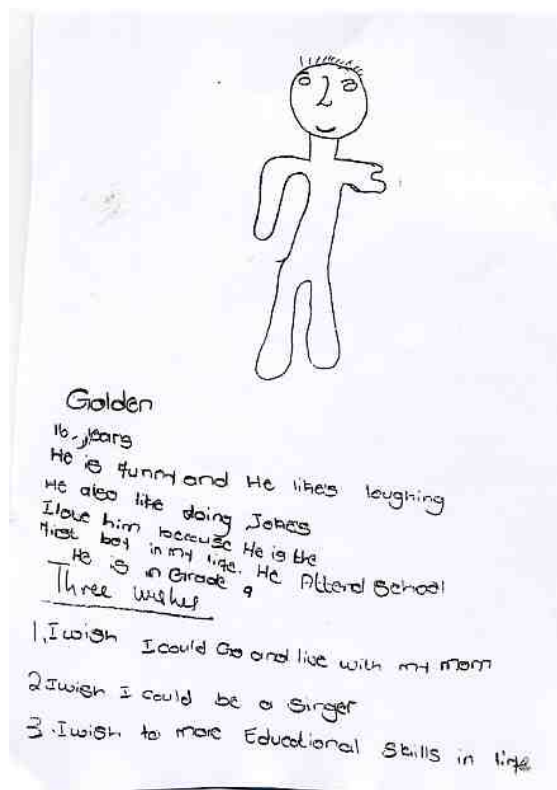 Golden
16 years
He is funny and He likes loughing
He also like doing Jokes
I love him because He is the
first boy in my life. He Attend School
He is in Grade 9
Three wishes
1, I wish I could Go and live with my mom
2 I wish I could be a singer
3. I wish to more Educational Skills in life